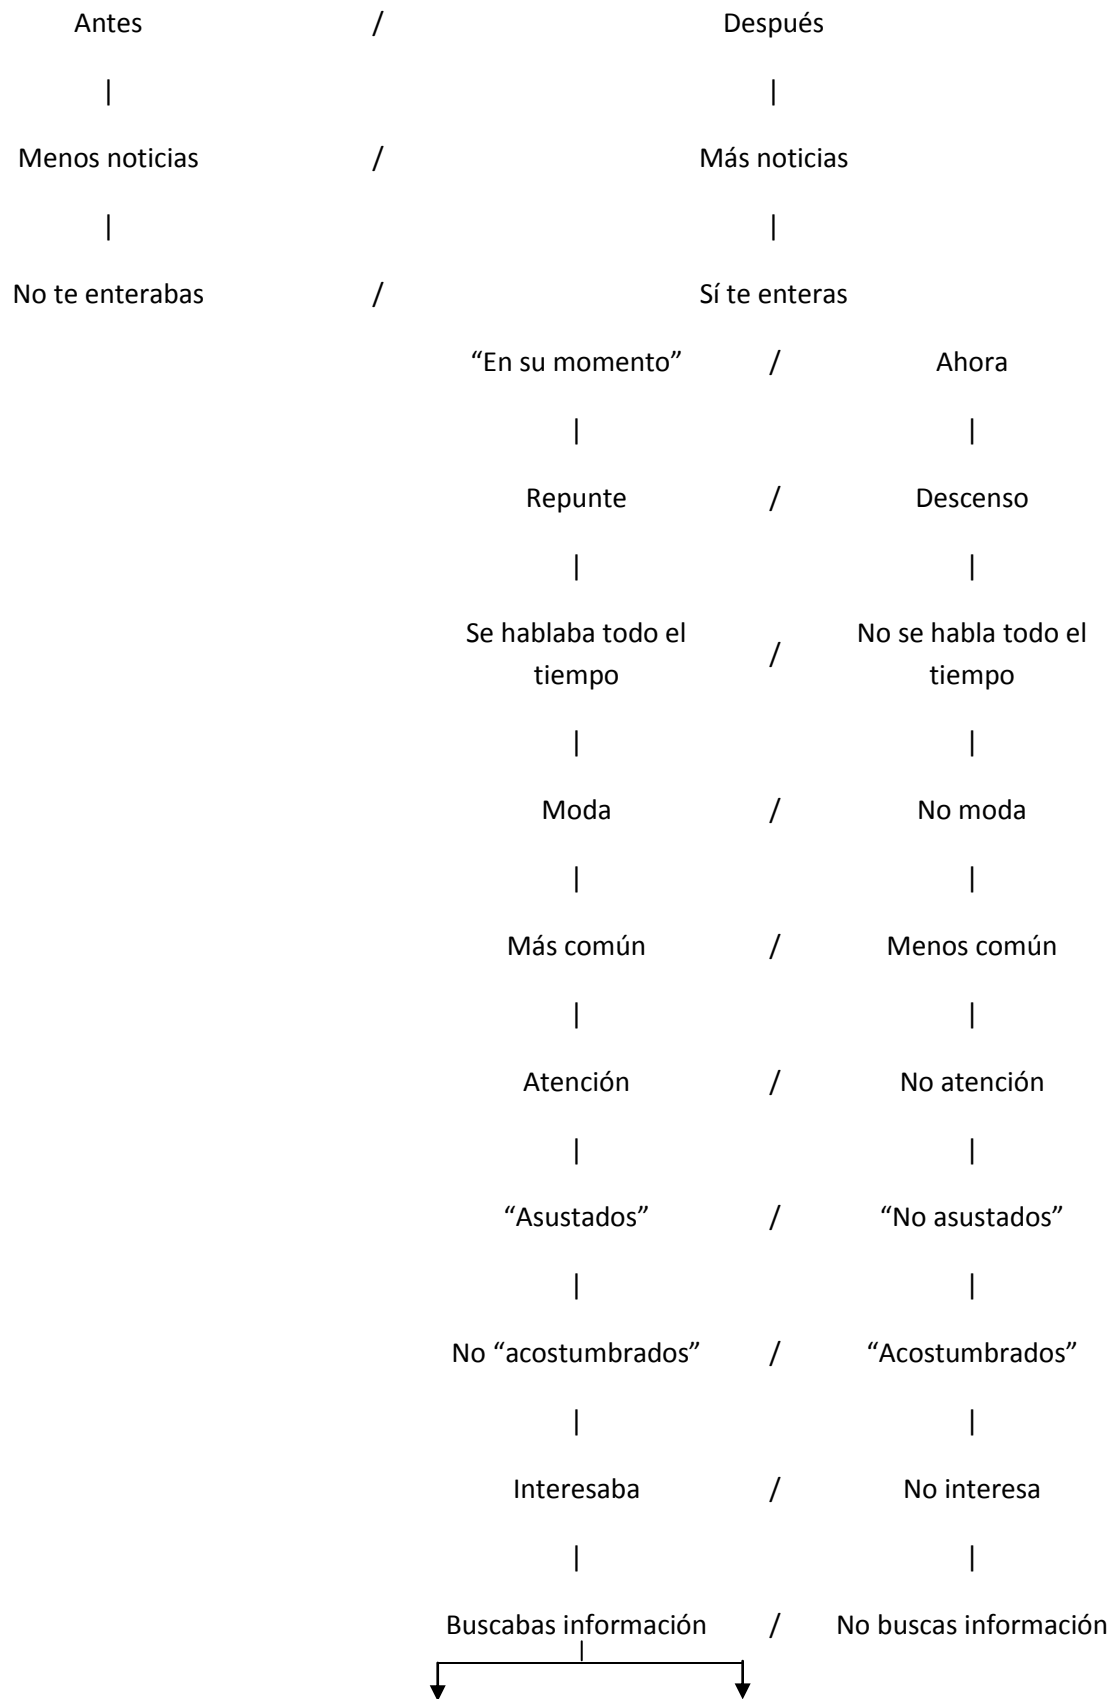 Antes / Después
| |
Menos noticias / Más noticias
| |
No te enterabas / Sí te enteras
“En su momento” / Ahora
| |
Repunte / Descenso
| |
Se hablaba todo el tiempo / No se habla todo el tiempo
| |
Moda / No moda
| |
Más común / Menos común
| |
Atención / No atención
| |
“Asustados” / “No asustados”
| |
No “acostumbrados” / “Acostumbrados”
| |
Interesaba / No interesa
| |
Buscabas información / No buscas información